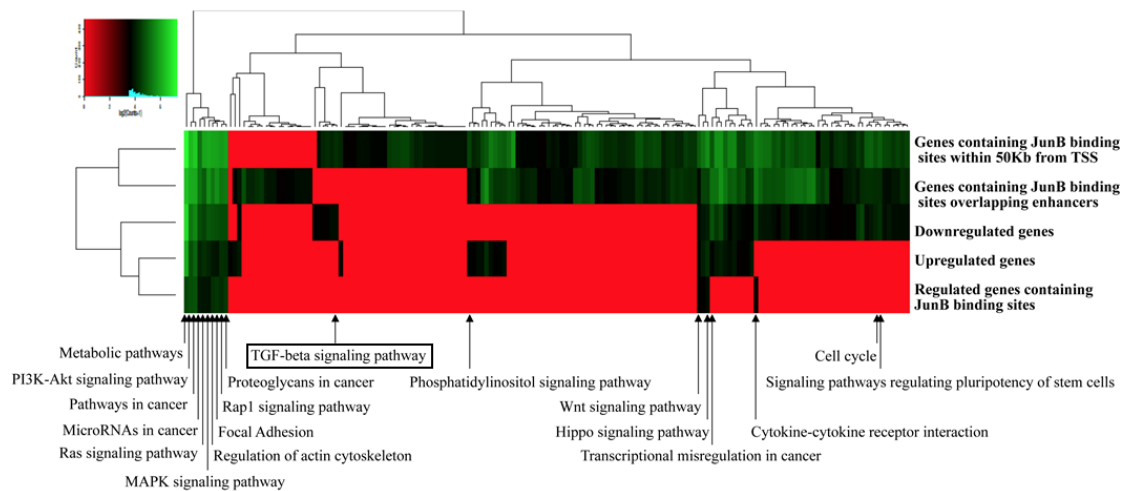 Genes containing JunB binding
sites within 50Kb from TSS
Genes containing JunB binding
sites overlapping enhancers
Downregulated genes
Upregulated genes
Regulated genes containing
JunB binding sites
Metabolic pathways
TGF-beta signaling pathway
Cell cycle
PI3K-Akt signaling pathway
Proteoglycans in cancer
Phosphatidylinositol signaling pathway
Signaling pathways regulating pluripotency of stem cells
Pathways in cancer
Rap1 signaling pathway
Wnt signaling pathway
MicroRNAs in cancer
Focal Adhesion
Hippo signaling pathway
Cytokine-cytokine receptor interaction
Ras signaling pathway
Regulation of actin cytoskeleton
Transcriptional misregulation in cancer
MAPK signaling pathway